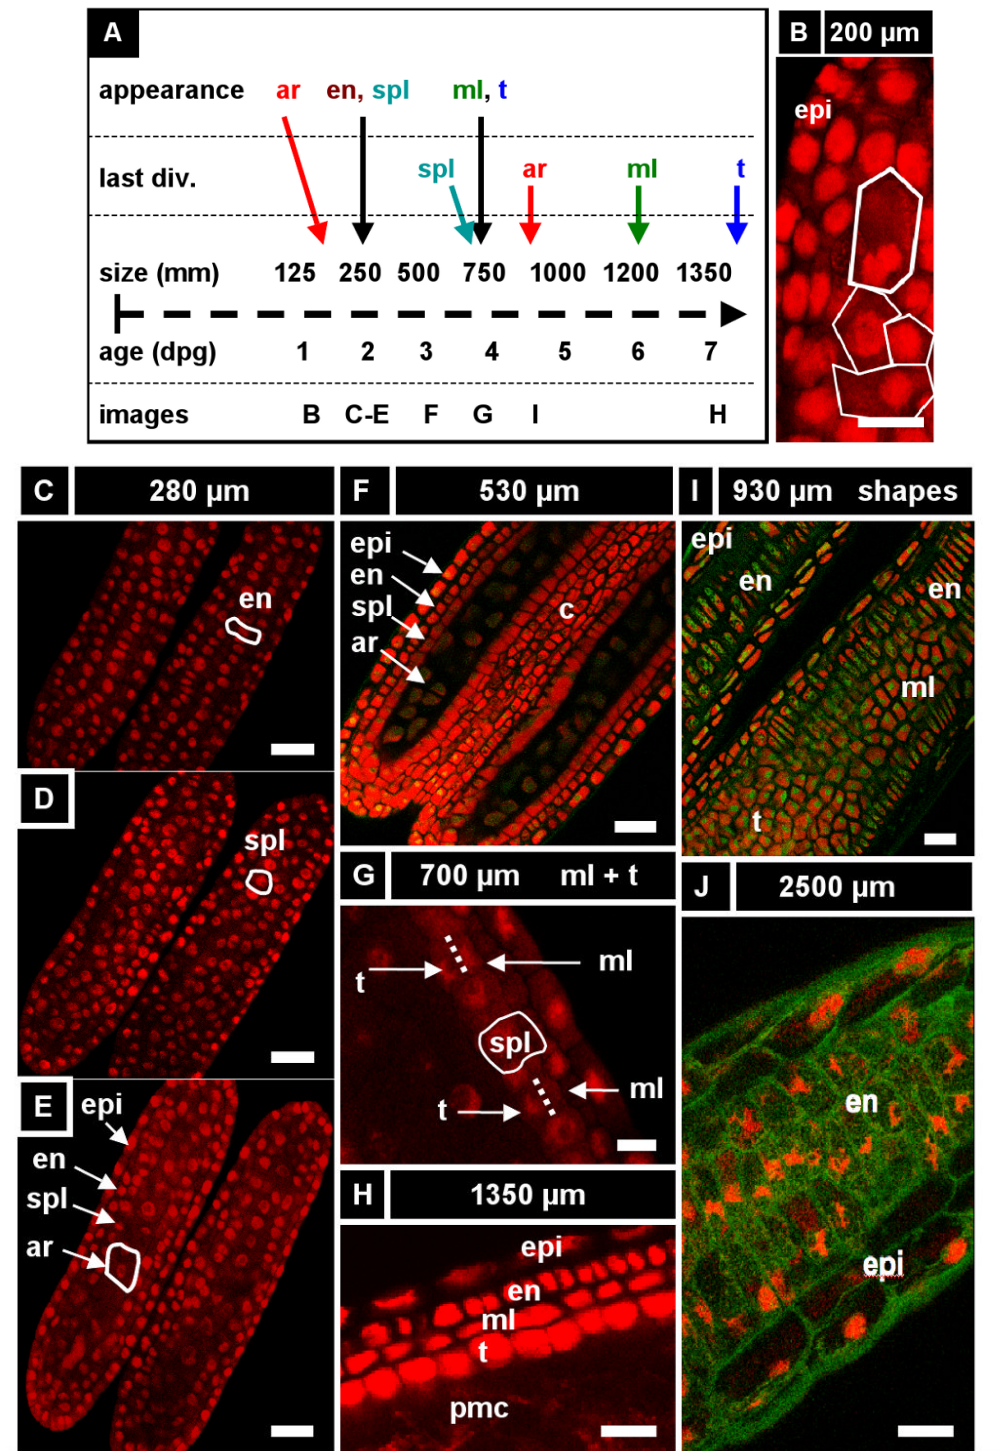 A
appearance ar en, spl ml, t
last div. spl ar ml t
size (mm) 125 250 500 750 1000 1200 1350
age (dpg) 1 2 3 4 5 6 7
images B C-E F G I H
B 200 µm
epi
C 280 µm
en
D
spl
E
epi
en
spl
ar
F 530 µm
epi
en
spl
ar
c
G 700 µm ml + t
ml
t
spl
ml
t
H 1350 µm
epi
en
ml
t
pmc
I 930 µm shapes
epi
en
en
ml
t
J 2500 µm
en
epi